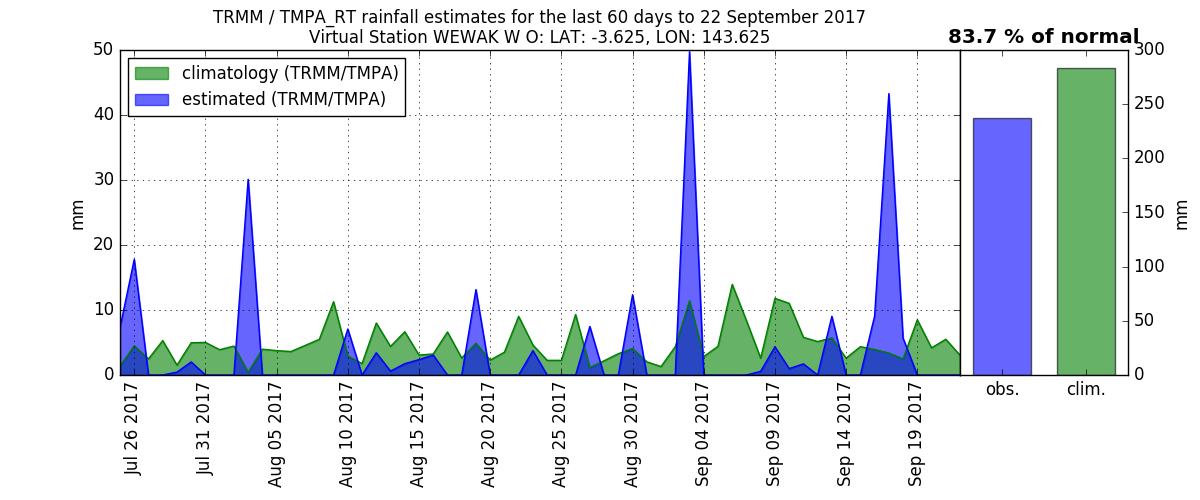 TRMM / TMPA_RT rainfall estimates for the last 60 days to 22 September 2017
Virtual Station WEWAK W O: LAT: -3.625, LON: 143.625
83.7 % of normal
climatology (TRMM/TMPA)
estimated (TRMM/TMPA)
mm
50
40
30
20
10
0
Jul 26 2017
Jul 31 2017
Aug 05 2017
Aug 10 2017
Aug 15 2017
Aug 20 2017
Aug 25 2017
Aug 30 2017
Sep 04 2017
Sep 09 2017
Sep 14 2017
Sep 19 2017
obs.
clim.
300
250
200
150
100
50
0
mm